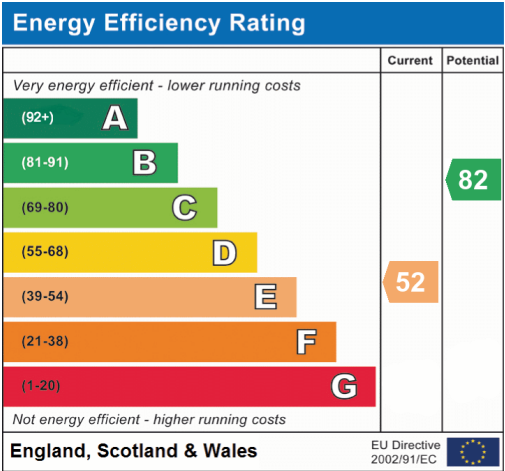 Energy Efficiency Rating
Current Potential
Very energy efficient - lower running costs
(92+) A
(81-91) B
(69-80) C
(55-68) D
(39-54) E
(21-38) F
(1-20) G
82
52
Not energy efficient - higher running costs
England, Scotland & Wales
EU Directive
2002/91/EC